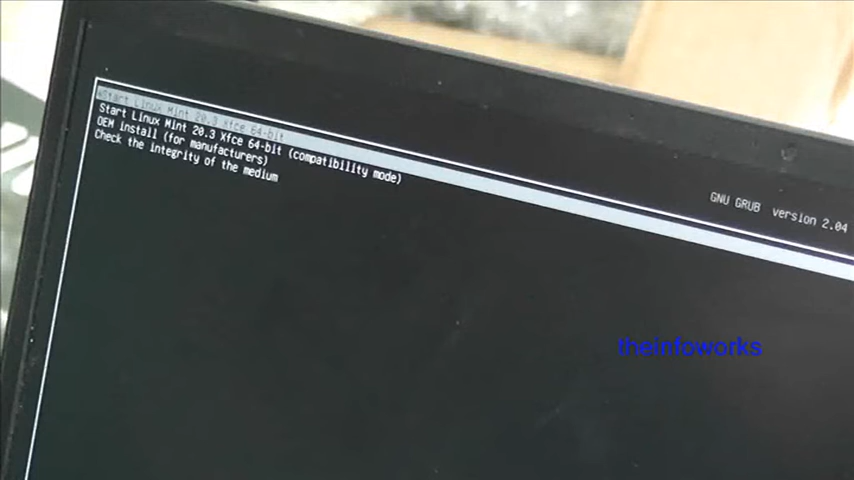 GNU GRUB version 2.04
*Start Linux Mint 20.3 Xfce 64-bit
Start Linux Mint 20.3 Xfce 64-bit (compatibility mode)
OEM install (for manufacturers)
Check the integrity of the medium
theinfoworks